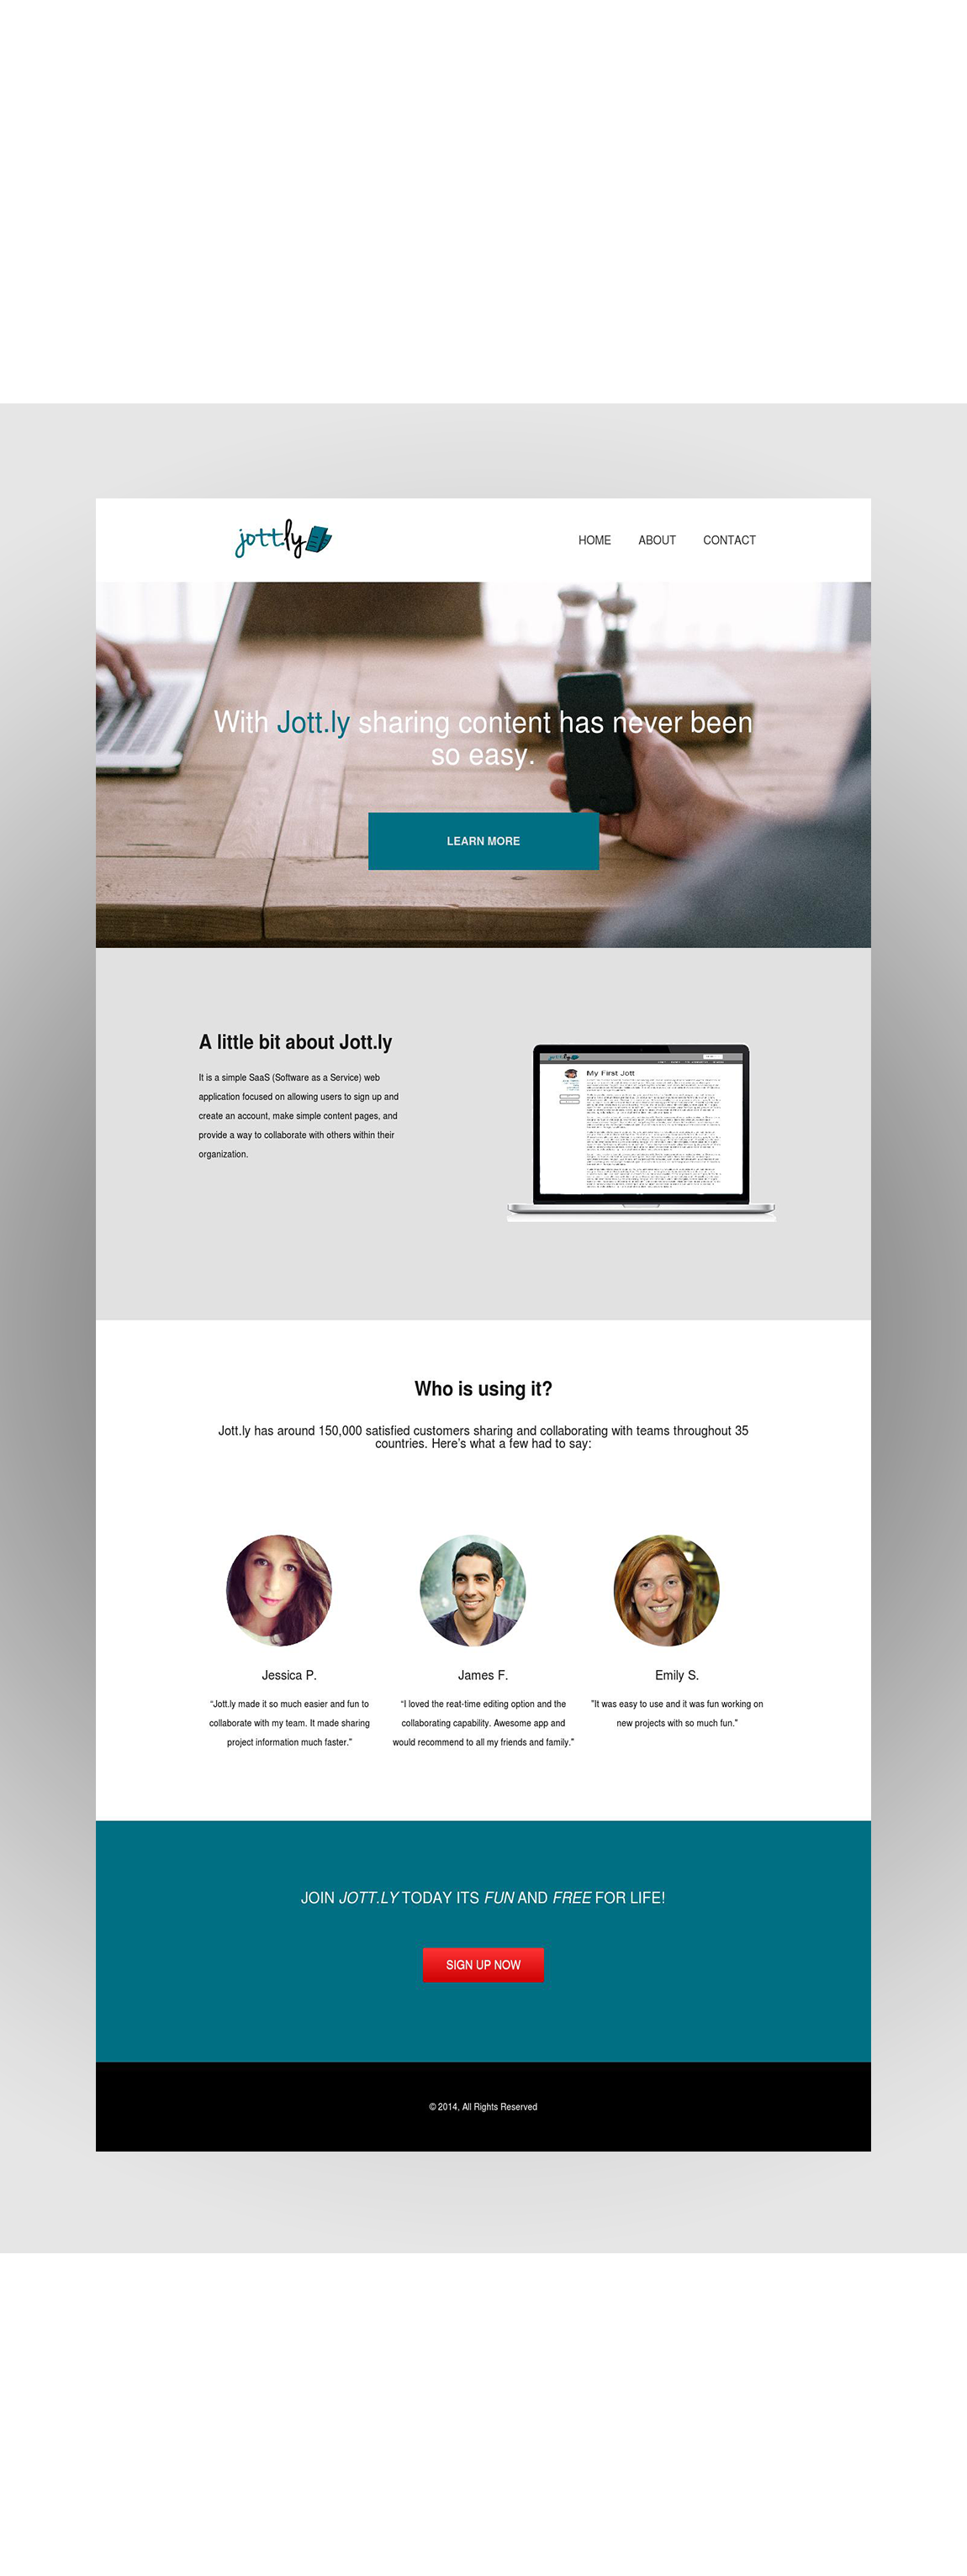 jott.ly
HOME ABOUT CONTACT
With Jott.ly sharing content has never been
so easy.
LEARN MORE
A little bit about Jott.ly
It is a simple SaaS (Software as a Service) web
application focused on allowing users to sign up and
create an account, make simple content pages, and
provide a way to collaborate with others within their
organization.
jott.ly
My First Jott
Who is using it?
Jott.ly has around 150,000 satisfied customers sharing and collaborating with teams throughout 35
countries. Here's what a few had to say:
Jessica P.
“Jott.ly made it so much easier and fun to
collaborate with my team. It made sharing
project information much faster."
James F.
“I loved the reat-time editing option and the
collaborating capability. Awesome app and
would recommend to all my friends and family."
Emily S.
"It was easy to use and it was fun working on
new projects with so much fun."
JOIN JOTT.LY TODAY ITS FUN AND FREE FOR LIFE!
SIGN UP NOW
© 2014, All Rights Reserved